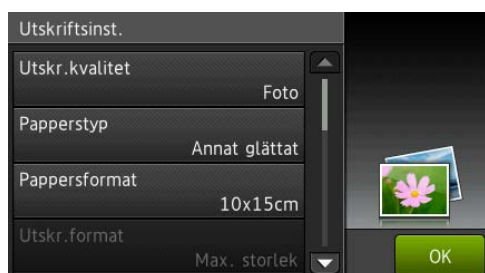 Utskriftsinst.
Utskr.kvalitet
Foto
Papperstyp
Annat glättat
Pappersformat
10x15cm
Utskr.format
Max. storlek
OK